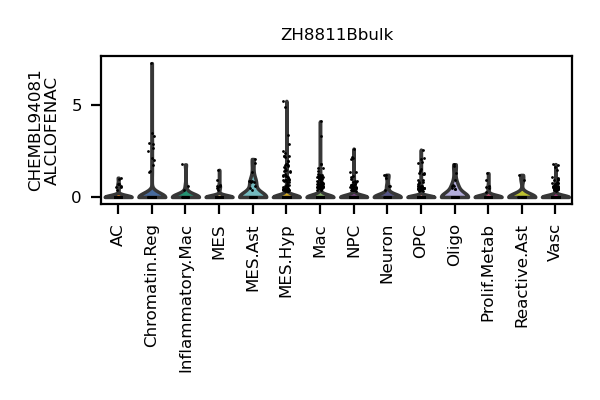 ZH8811Bbulk
CHEMBL94081
ALCLOFENAC
5
0
AC
Chromatin.Reg
Inflammatory.Mac
MES
MES.Ast
MES.Hyp
Mac
NPC
Neuron
OPC
Oligo
Prolif.Metab
Reactive.Ast
Vasc